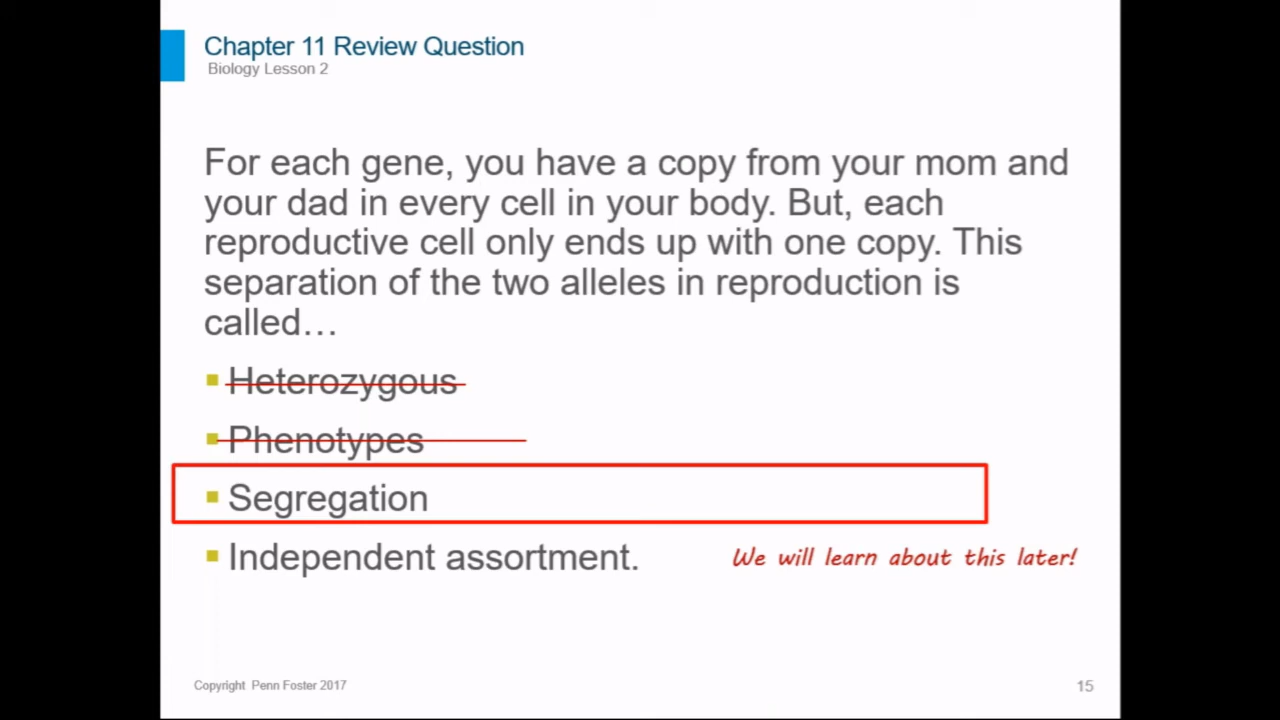 Chapter 11 Review Question
Biology Lesson 2
For each gene, you have a copy from your mom and
your dad in every cell in your body. But, each
reproductive cell only ends up with one copy. This
separation of the two alleles in reproduction is
called…
Heterozygous
Phenotypes
Segregation
Independent assortment. We will learn about this later!
Copyright Penn Foster 2017 15